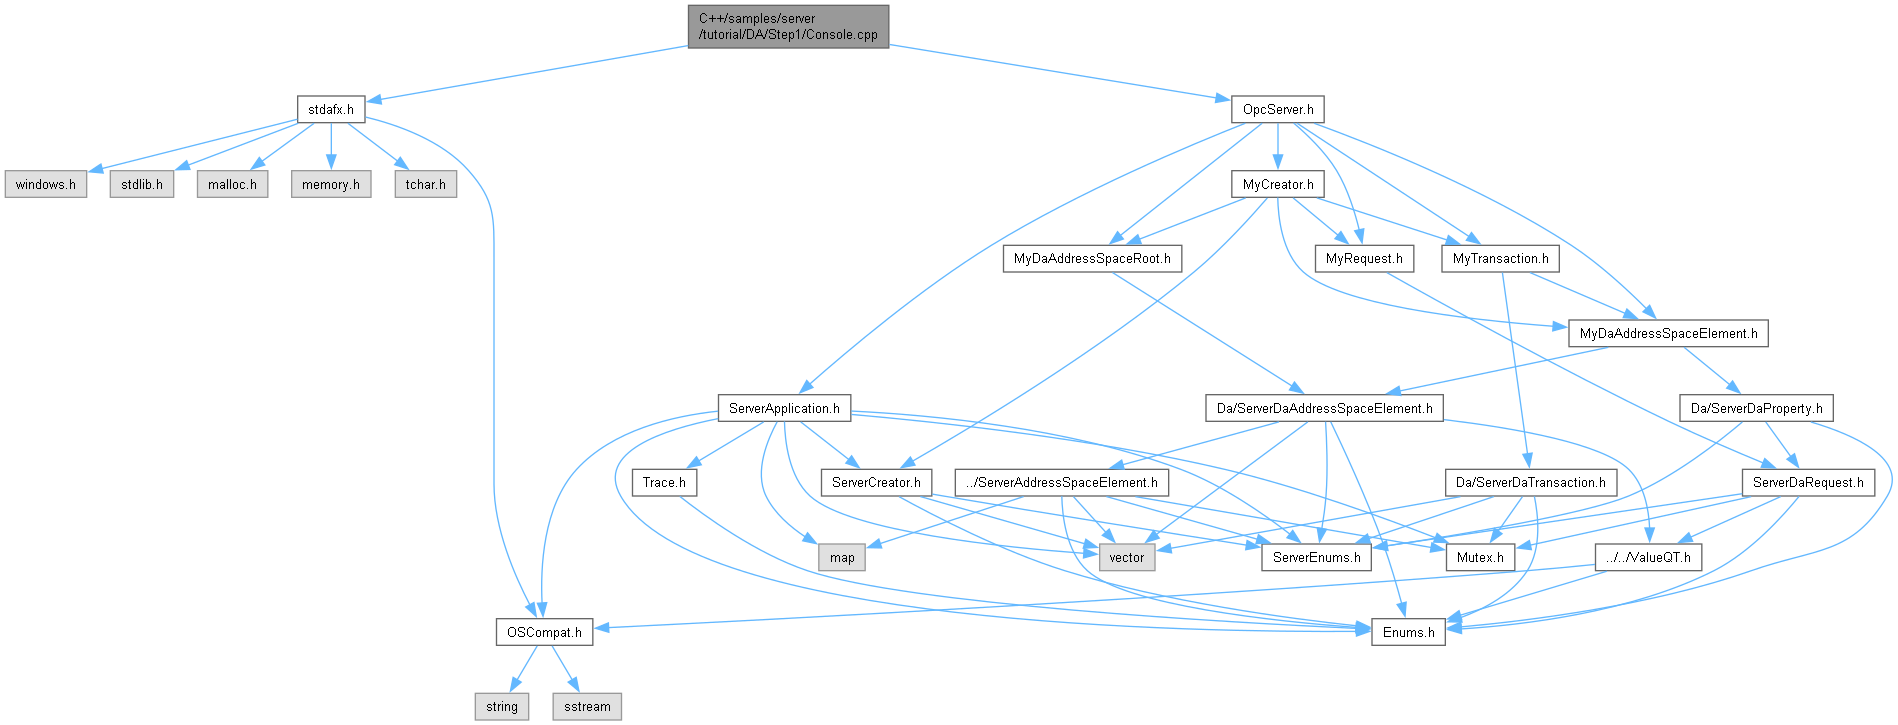 C++/samples/server
/tutorial/DA/Step1/Console.cpp
stdafx.h
OpcServer.h
windows.h
stdlib.h
malloc.h
memory.h
tchar.h
MyCreator.h
MyDaAddressSpaceRoot.h
MyRequest.h
MyTransaction.h
MyDaAddressSpaceElement.h
ServerApplication.h
Da/ServerDaAddressSpaceElement.h
Da/ServerDaProperty.h
Trace.h
ServerCreator.h
../ServerAddressSpaceElement.h
Da/ServerDaTransaction.h
ServerDaRequest.h
map
vector
ServerEnums.h
Mutex.h
../../ValueQT.h
OSCompat.h
Enums.h
string
sstream